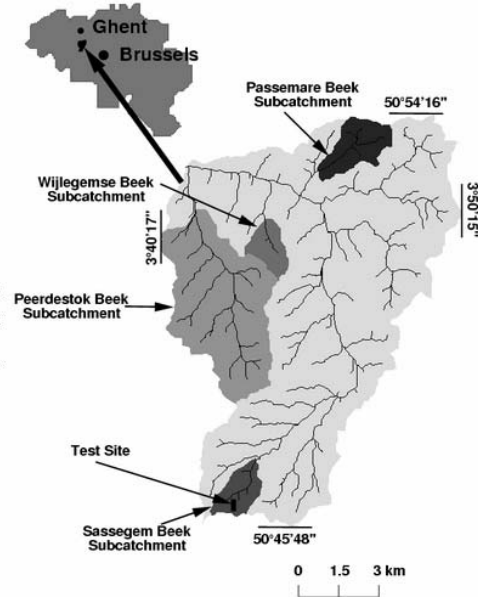 Ghent
Brussels
Passemare Beek
Subcatchment
50°54'16"
Wijlegemse Beek
Subcatchment
3°40'17"
3°50'15"
Peerdestok Beek
Subcatchment
Test Site
Sassegem Beek
Subcatchment
50°45'48"
0 1.5 3 km